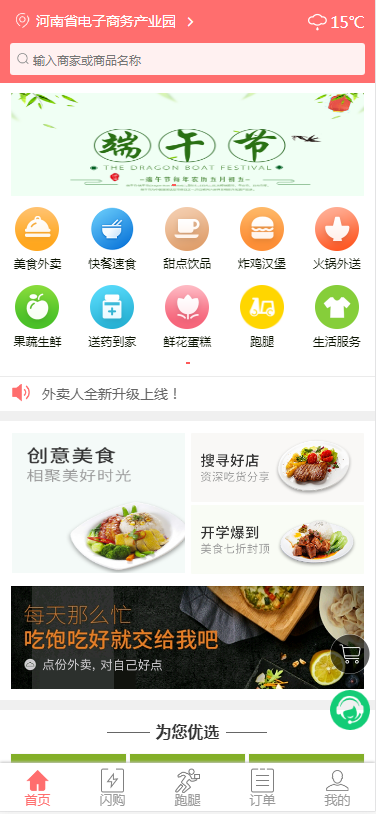 河南省电子商务产业园
15℃
输入商家或商品名称
端午节
THE DRAGON BOAT FESTIVAL
端午节每年农历五月初五
美食外卖 快餐速食 甜点饮品 炸鸡汉堡 火锅外送
果蔬生鲜 送药到家 鲜花蛋糕 跑腿 生活服务
外卖人全新升级上线！
创意美食
相聚美好时光
搜寻好店
资深吃货分享
开学爆到
美食七折封顶
每天那么忙
吃饱吃好就交给我吧
点份外卖, 对自己好点
为您优选
首页 闪购 跑腿 订单 我的